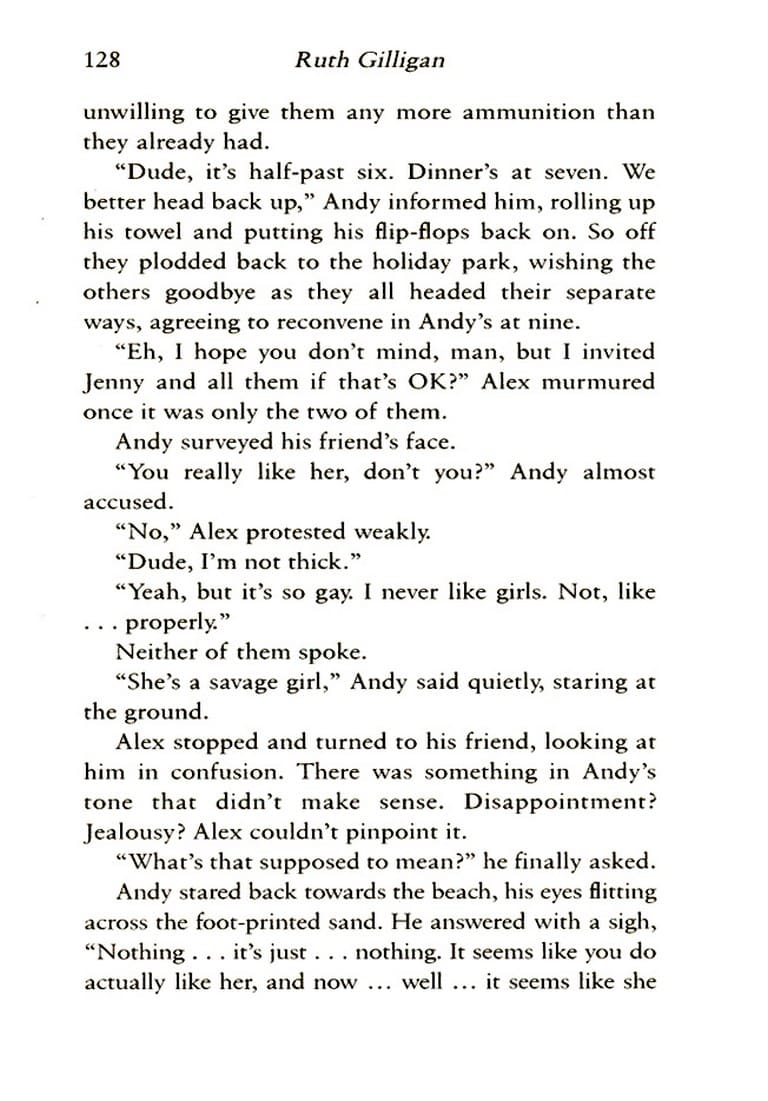 128 Ruth Gilligan
unwilling to give them any more ammunition than
they already had.
“Dude, it’s half-past six. Dinner’s at seven. We
better head back up,” Andy informed him, rolling up
his towel and putting his flip-flops back on. So off
they plodded back to the holiday park, wishing the
others goodbye as they all headed their separate
ways, agreeing to reconvene in Andy’s at nine.
“Eh, I hope you don’t mind, man, but I invited
Jenny and all them if that’s OK?” Alex murmured
once it was only the two of them.
Andy surveyed his friend’s face.
“You really like her, don’t you?” Andy almost
accused.
“No,” Alex protested weakly.
“Dude, I’m not thick.”
“Yeah, but it’s so gay. I never like girls. Not, like
. . . properly.”
Neither of them spoke.
“She’s a savage girl,” Andy said quietly, staring at
the ground.
Alex stopped and turned to his friend, looking at
him in confusion. There was something in Andy’s
tone that didn’t make sense. Disappointment?
Jealousy? Alex couldn’t pinpoint it.
“What’s that supposed to mean?” he finally asked.
Andy stared back towards the beach, his eyes flitting
across the foot-printed sand. He answered with a sigh,
“Nothing . . . it’s just . . . nothing. It seems like you do
actually like her, and now ... well ... it seems like she